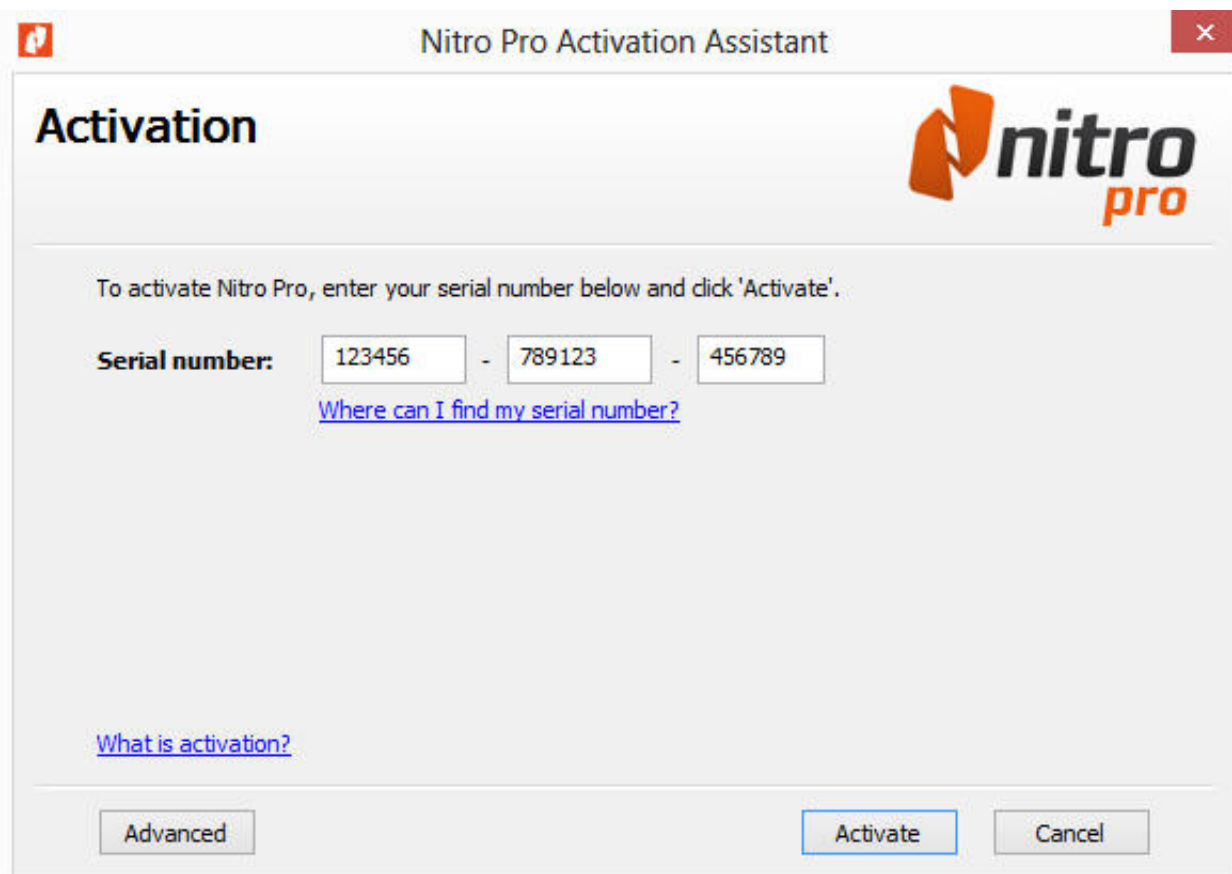 Nitro Pro Activation Assistant
Activation
nitro
pro
To activate Nitro Pro, enter your serial number below and click 'Activate'.
Serial number: 123456 - 789123 - 456789
Where can I find my serial number?
What is activation?
Advanced Activate Cancel